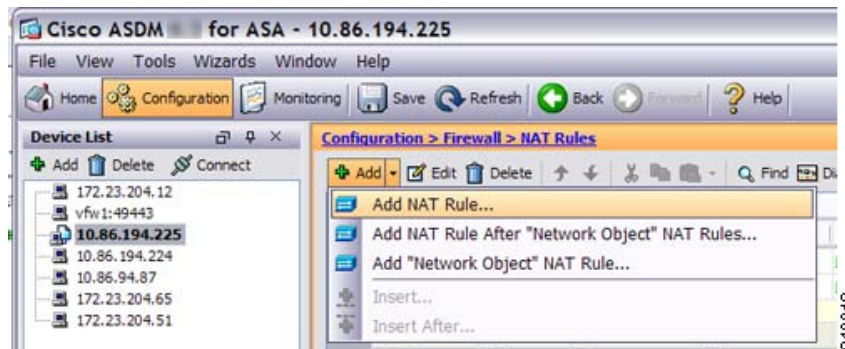 Cisco ASDM for ASA - 10.86.194.225
File View Tools Wizards Window Help
Home Configuration Monitoring Save Refresh Back Forward Help
Device List
Add Delete Connect
172.23.204.12
vfw1:49443
10.86.194.225
10.86.194.224
10.86.94.87
172.23.204.65
172.23.204.51
Configuration > Firewall > NAT Rules
Add Edit Delete Find Di
Add NAT Rule...
Add NAT Rule After "Network Object" NAT Rules...
Add "Network Object" NAT Rule...
Insert...
Insert After...